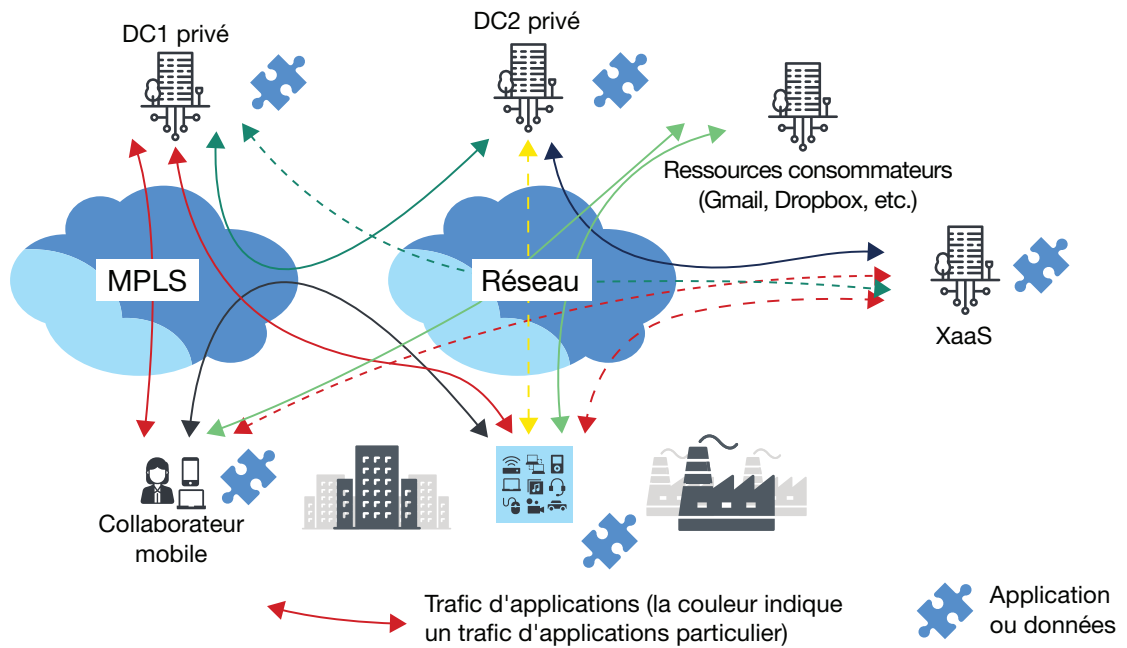 DC1 privé
DC2 privé
Ressources consommateurs
(Gmail, Dropbox, etc.)
MPLS
Réseau
XaaS
Collaborateur
mobile
Trafic d'applications (la couleur indique
un trafic d'applications particulier)
Application
ou données